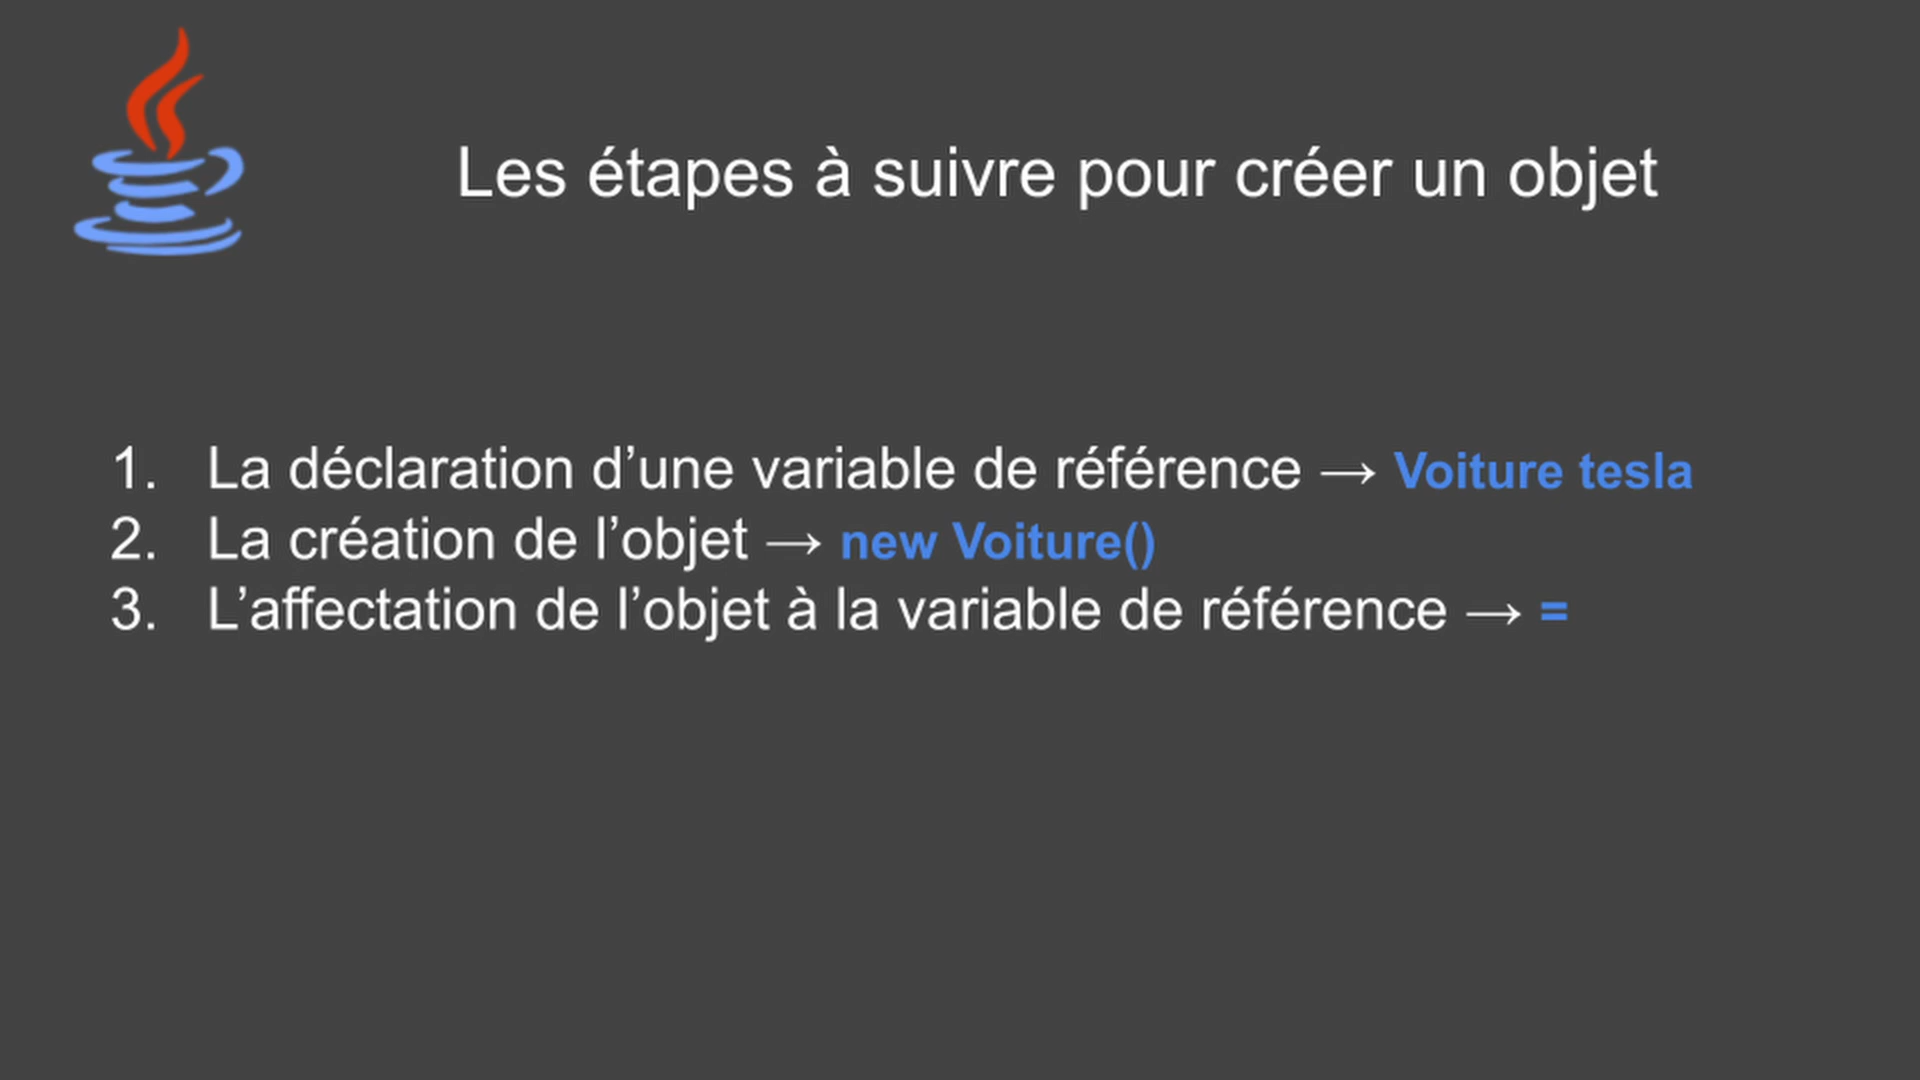 Les étapes à suivre pour créer un objet
1. La déclaration d’une variable de référence → Voiture tesla
2. La création de l’objet → new Voiture()
3. L’affectation de l’objet à la variable de référence → =